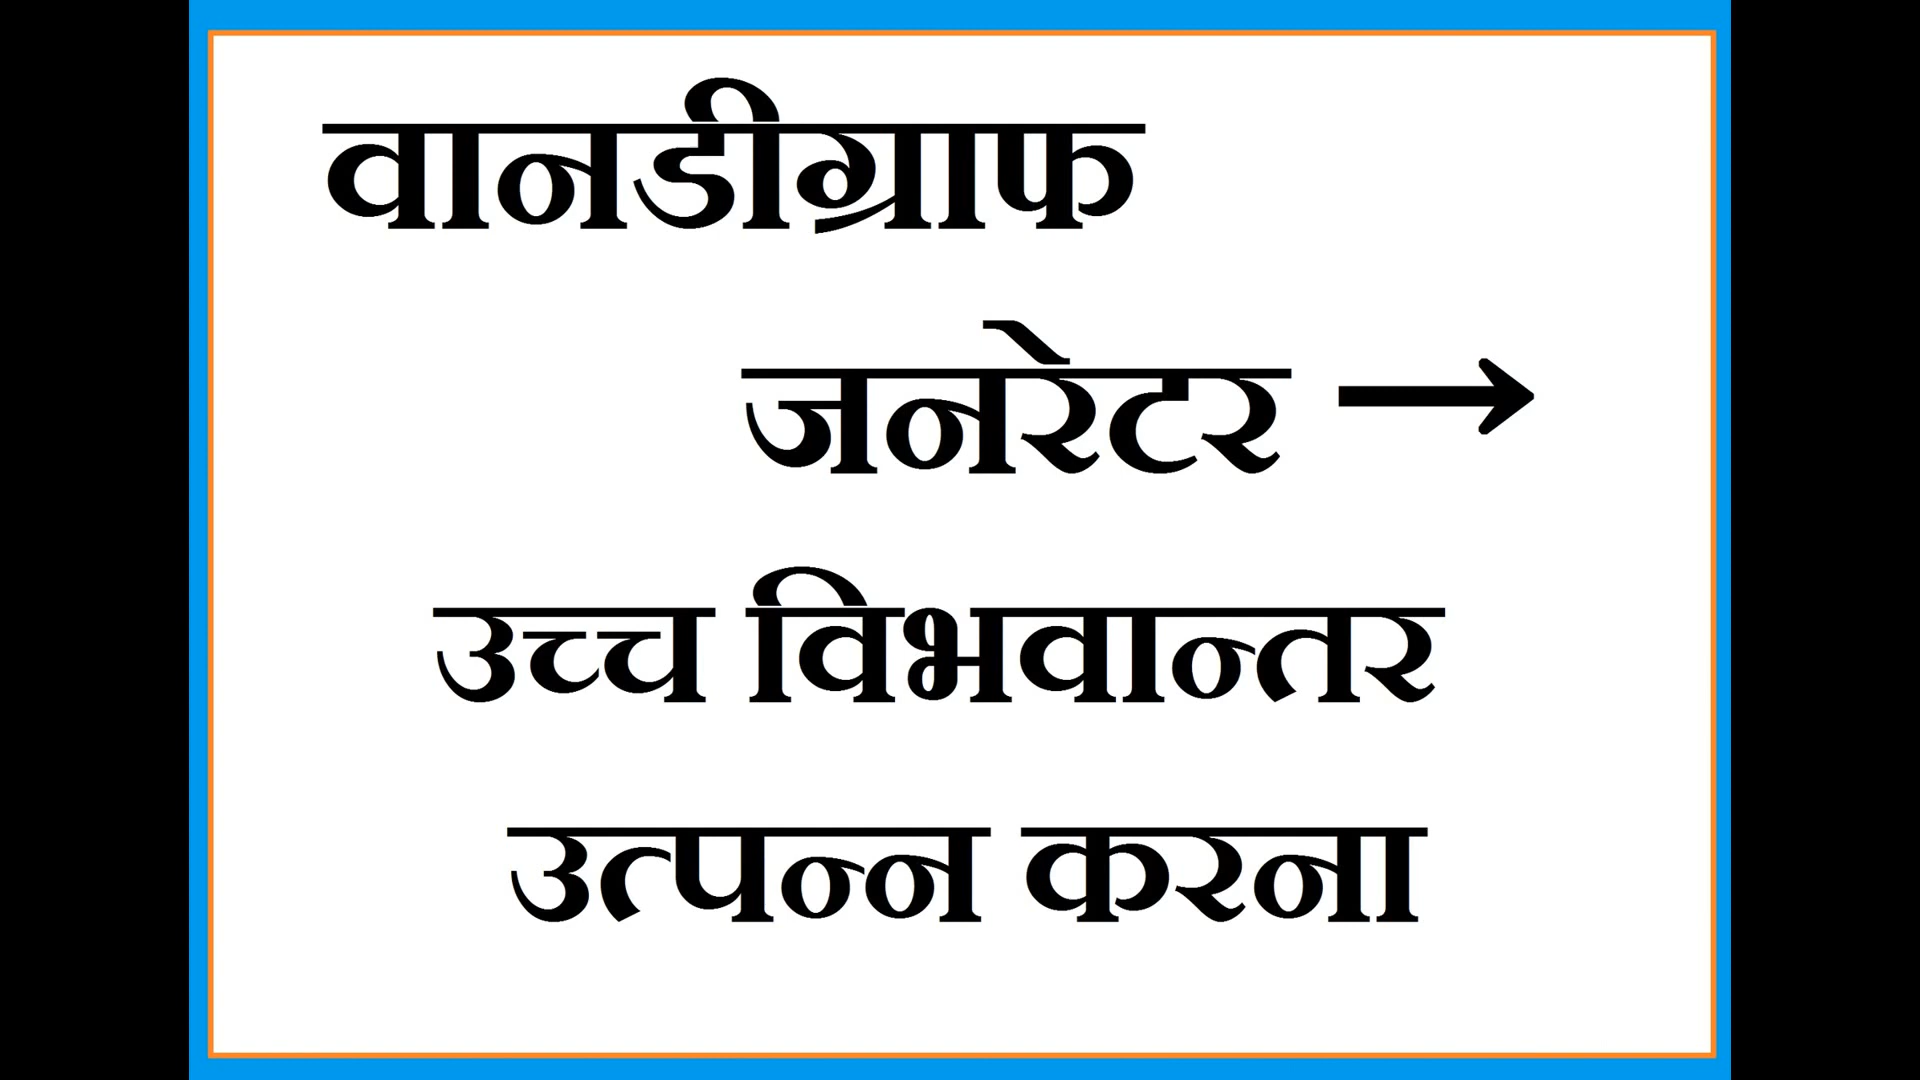 वानडीग्राफ
जनरेटर →
उच्च विभवान्तर
उत्पन्न करना